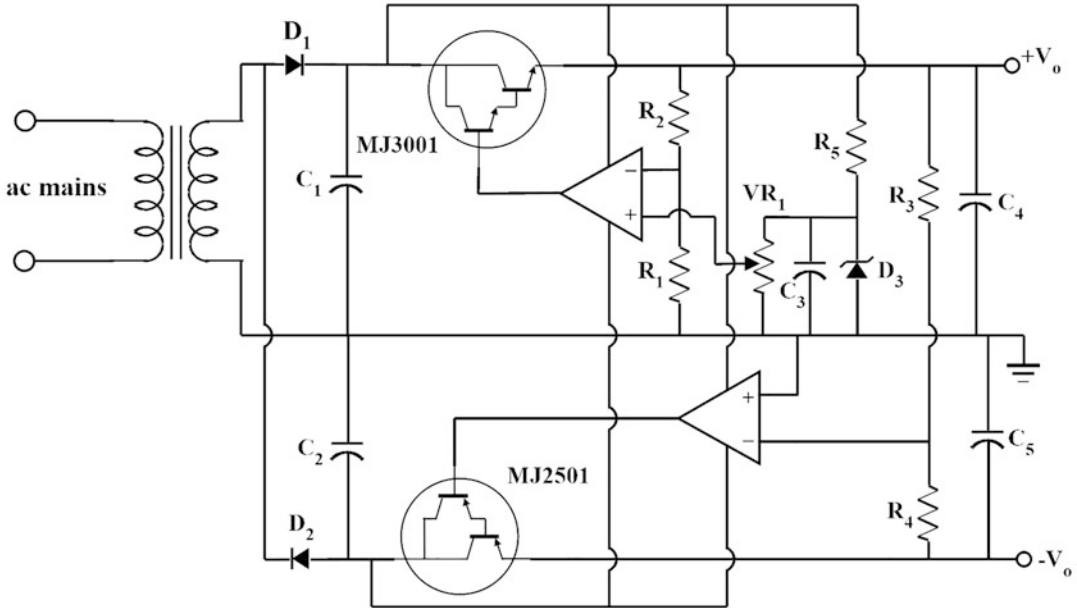 D₁
+Vₒ
MJ3001
R₂
R₅
ac mains
C₁
−
+
VR₁
R₃
C₄
R₁
C₃
D₃
C₂
+
−
C₅
MJ2501
D₂
R₄
-Vₒ